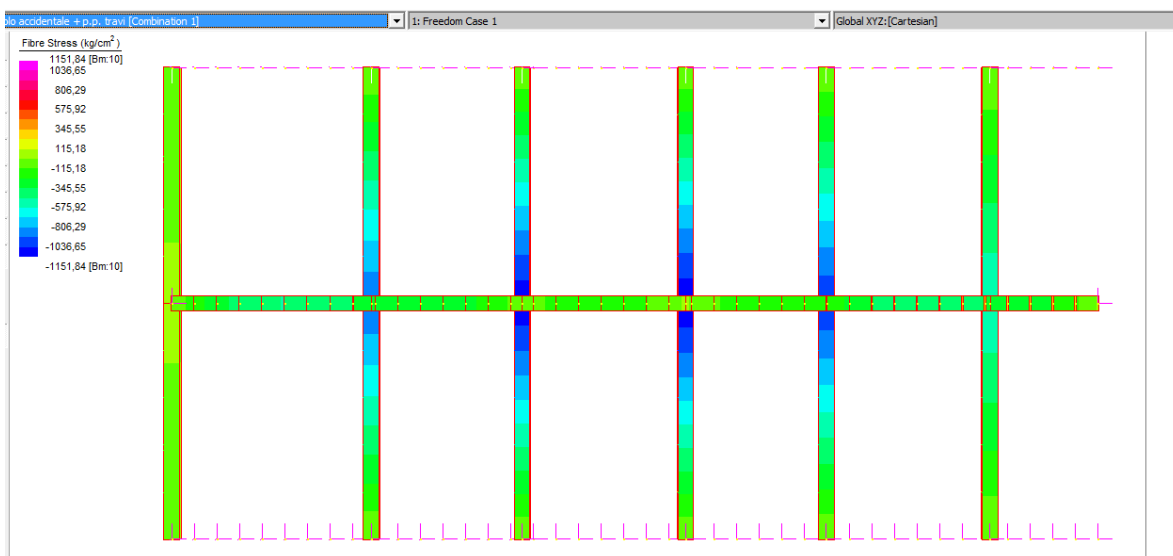 olo accidentale + p.p. travi [Combination 1]
1: Freedom Case 1
Global XYZ:[Cartesian]
Fibre Stress (kg/cm²)
1151,84 [Bm:10]
1036,65
806,29
575,92
345,55
115,18
-115,18
-345,55
-575,92
-806,29
-1036,65
-1151,84 [Bm:10]